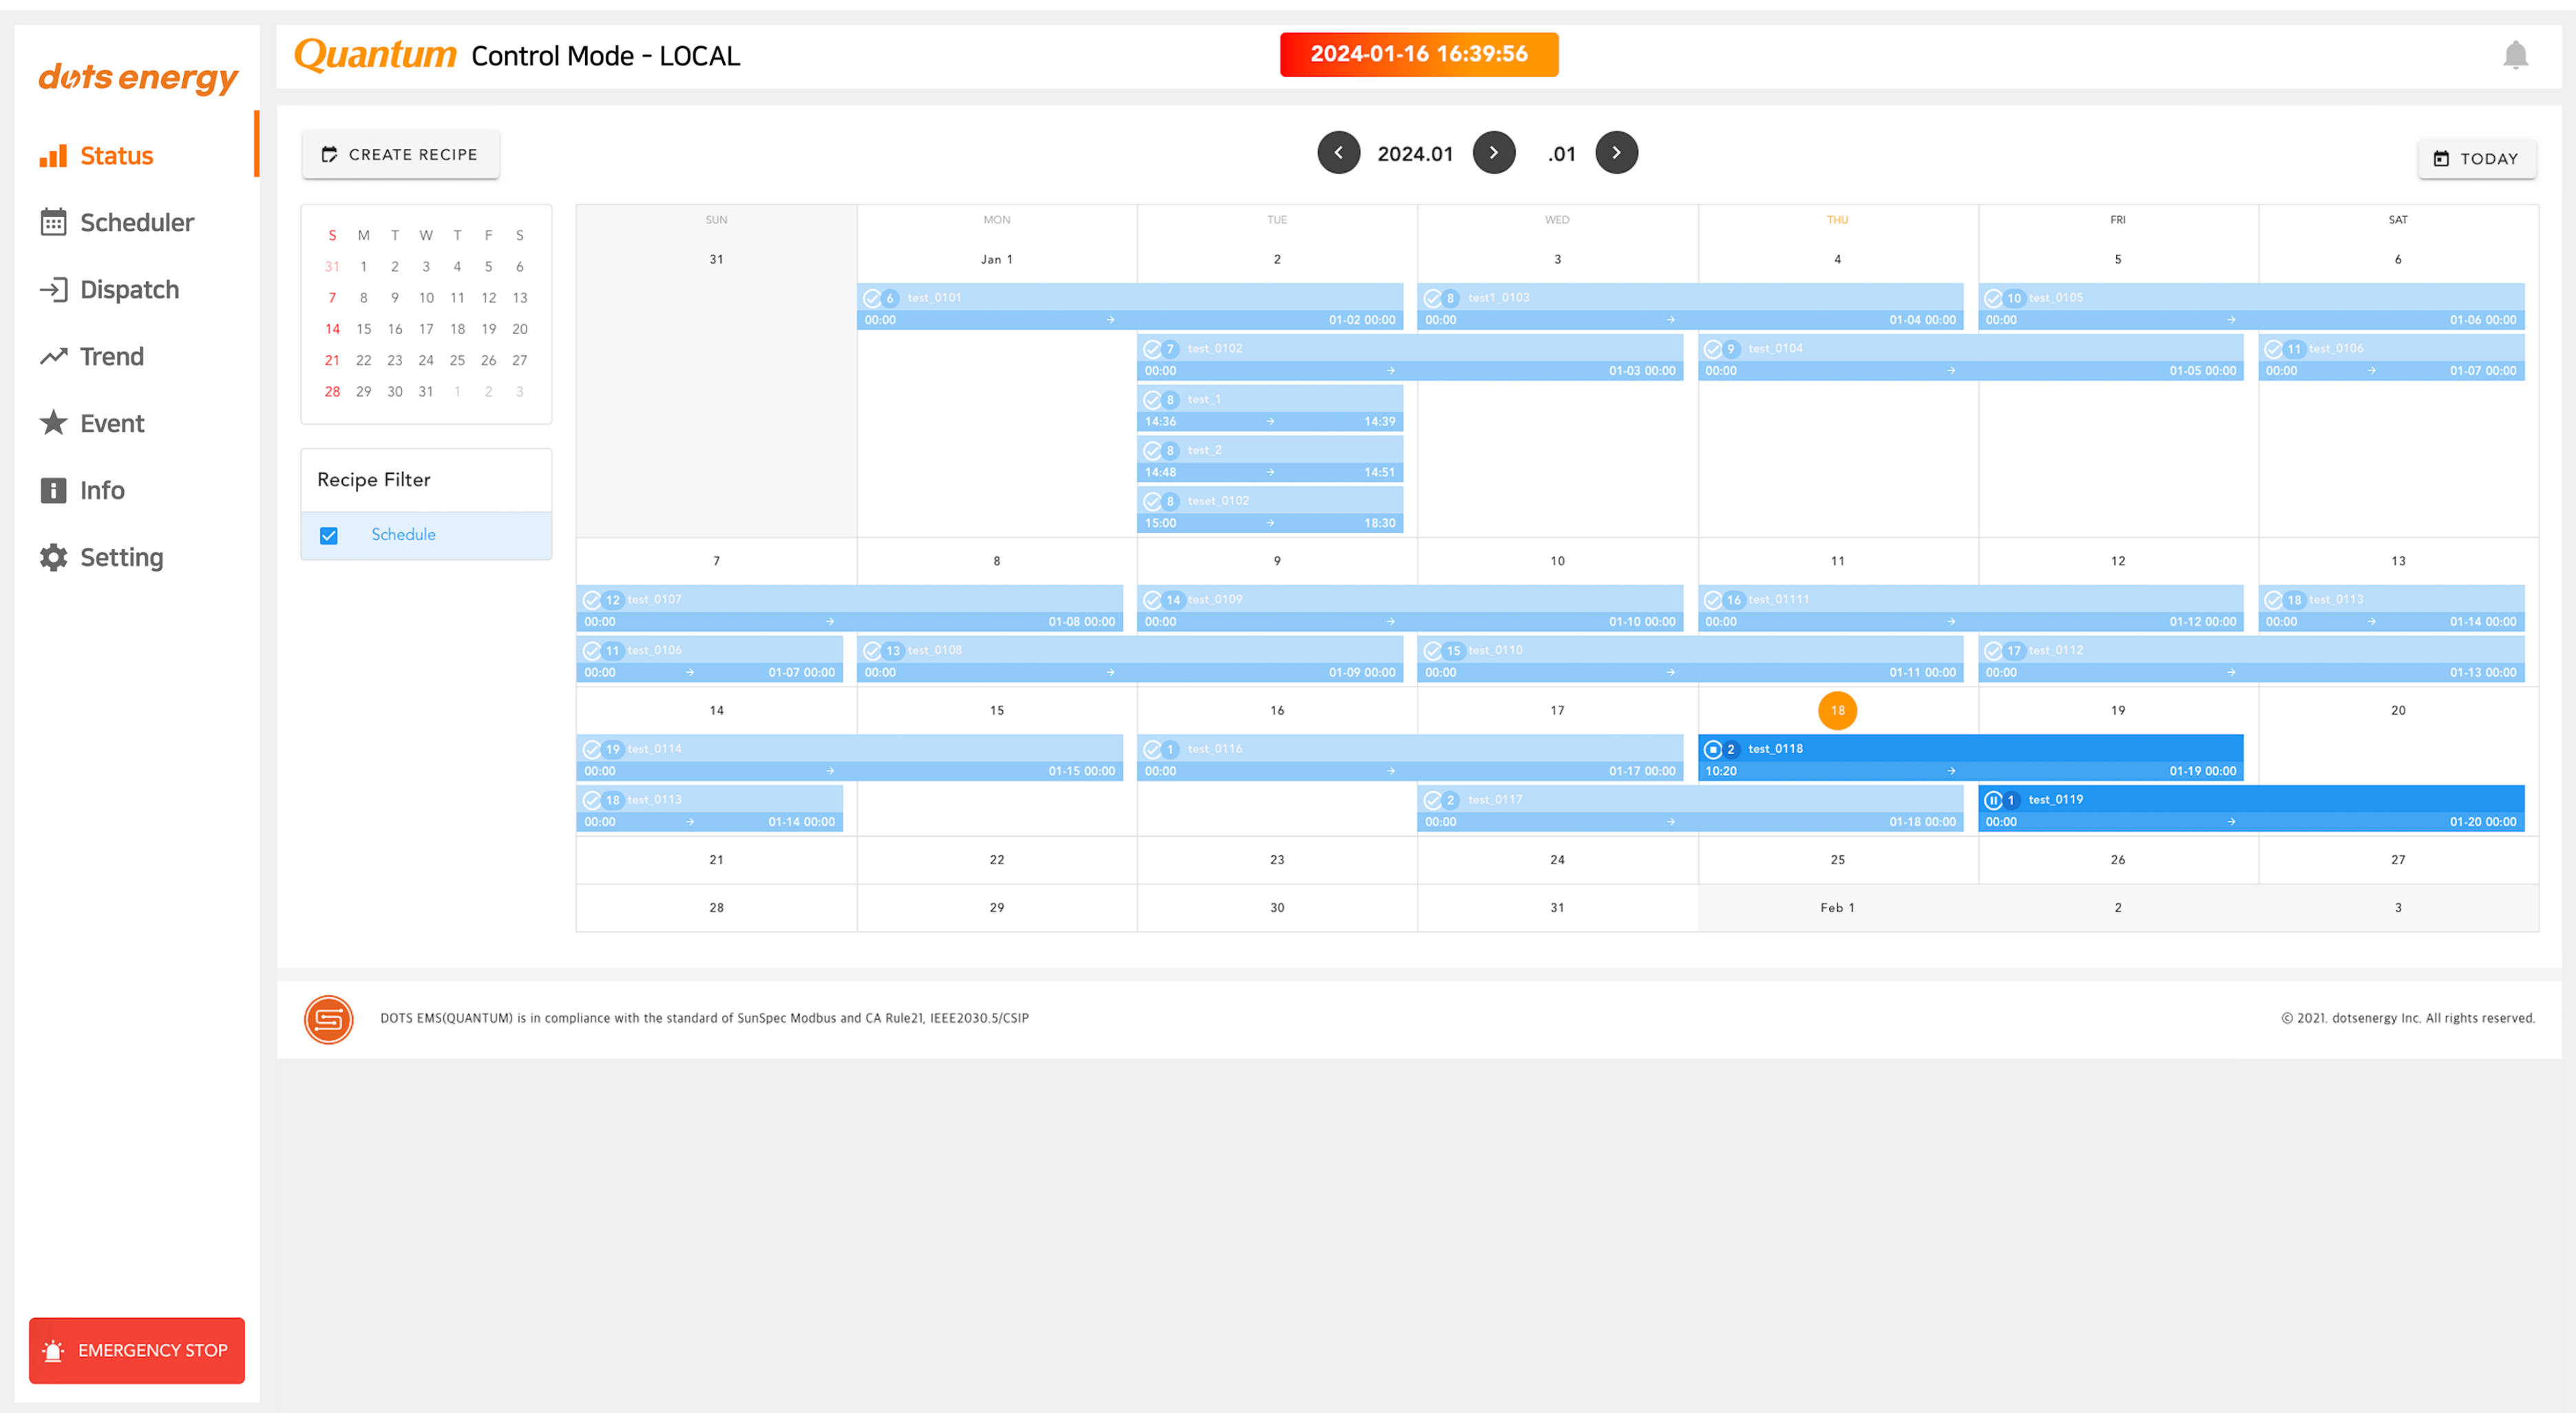 dots energy
Status
Scheduler
Dispatch
Trend
Event
Info
Setting
EMERGENCY STOP
Quantum Control Mode - LOCAL
2024-01-16 16:39:56
CREATE RECIPE
2024.01
.01
TODAY
S M T W T F S
31 1 2 3 4 5 6
7 8 9 10 11 12 13
14 15 16 17 18 19 20
21 22 23 24 25 26 27
28 29 30 31 1 2 3
Recipe Filter
Schedule
SUN MON TUE WED THU FRI SAT
31 Jan 1 2 3 4 5 6
6 test_0101 8 test1_0103 10 test_0105
00:00 → 01-02 00:00 00:00 → 01-04 00:00 00:00 → 01-06 00:00
7 test_0102 9 test_0104 11 test_0106
00:00 → 01-03 00:00 00:00 → 01-05 00:00 00:00 → 01-07 00:00
8 test_1
14:36 → 14:39
8 test_2
14:48 → 14:51
8 teset_0102
15:00 → 18:30
7 8 9 10 11 12 13
12 test_0107 14 test_0109 16 test_01111 18 test_0113
00:00 → 01-08 00:00 00:00 → 01-10 00:00 00:00 → 01-12 00:00 00:00 → 01-14 00:00
11 test_0106 13 test_0108 15 test_0110 17 test_0112
00:00 → 01-07 00:00 00:00 → 01-09 00:00 00:00 → 01-11 00:00 00:00 → 01-13 00:00
14 15 16 17 18 19 20
19 test_0114 1 test_0116 2 test_0118
00:00 → 01-15 00:00 00:00 → 01-17 00:00 10:20 → 01-19 00:00
18 test_0113 2 test_0117 1 test_0119
00:00 → 01-14 00:00 00:00 → 01-18 00:00 00:00 → 01-20 00:00
21 22 23 24 25 26 27
28 29 30 31 Feb 1 2 3
DOTS EMS(QUANTUM) is in compliance with the standard of SunSpec Modbus and CA Rule21, IEEE2030.5/CSIP
© 2021. dotsenergy Inc. All rights reserved.